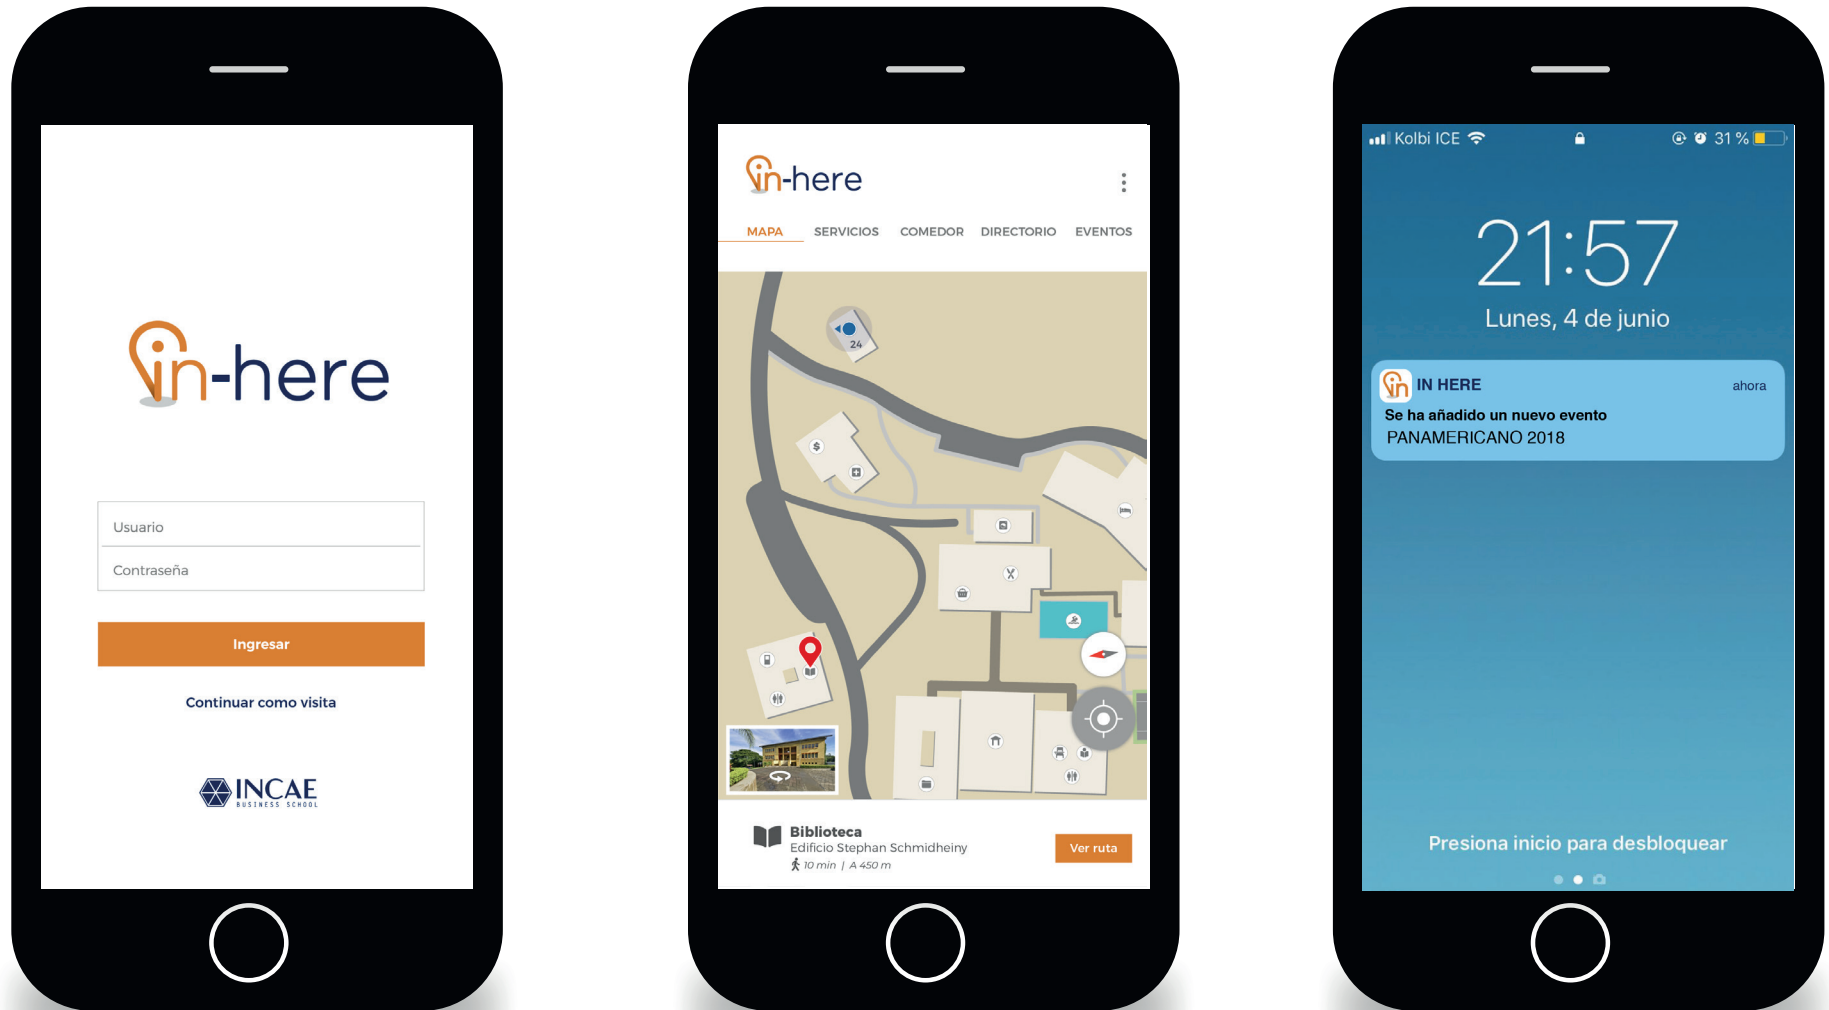 in-here
Usuario
Contraseña
Ingresar
Continuar como visita
INCAE
BUSINESS SCHOOL
in-here
MAPA SERVICIOS COMEDOR DIRECTORIO EVENTOS
24
$
Biblioteca
Edificio Stephan Schmidheiny
10 min | A 450 m
Ver ruta
Kolbi ICE 31 %
21:57
Lunes, 4 de junio
in IN HERE ahora
Se ha añadido un nuevo evento
PANAMERICANO 2018
Presiona inicio para desbloquear